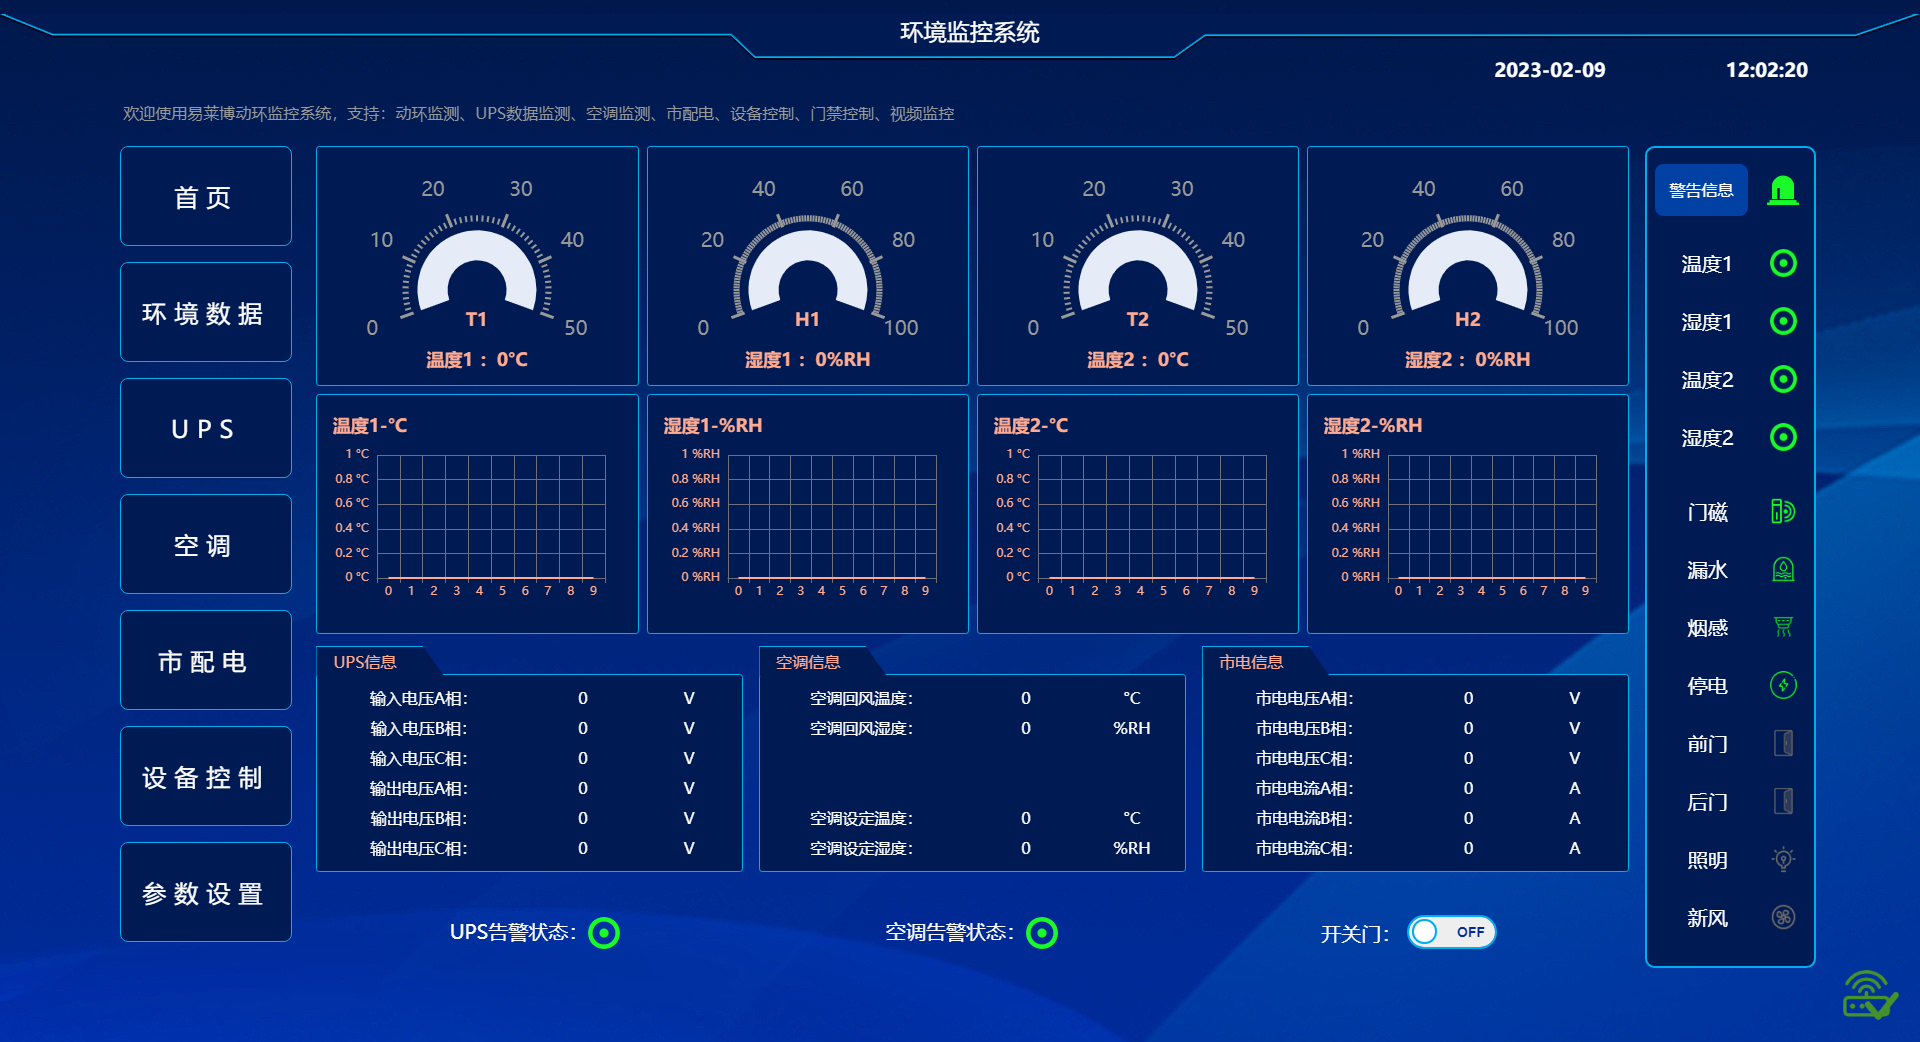 环境监控系统
2023-02-09 12:02:20
欢迎使用易莱博动环监控系统，支持：动环监测、UPS数据监测、空调监测、市配电、设备控制、门禁控制、视频监控
首页
环境数据
UPS
空调
市配电
设备控制
参数设置
0 10 20 30 40 50
T1
温度1 : 0°C
0 20 40 60 80 100
H1
湿度1 : 0%RH
0 10 20 30 40 50
T2
温度2 : 0°C
0 20 40 60 80 100
H2
湿度2 : 0%RH
温度1-°C
1 °C
0.8 °C
0.6 °C
0.4 °C
0.2 °C
0 °C
0 1 2 3 4 5 6 7 8 9
湿度1-%RH
1 %RH
0.8 %RH
0.6 %RH
0.4 %RH
0.2 %RH
0 %RH
0 1 2 3 4 5 6 7 8 9
温度2-°C
1 °C
0.8 °C
0.6 °C
0.4 °C
0.2 °C
0 °C
0 1 2 3 4 5 6 7 8 9
湿度2-%RH
1 %RH
0.8 %RH
0.6 %RH
0.4 %RH
0.2 %RH
0 %RH
0 1 2 3 4 5 6 7 8 9
UPS信息
输入电压A相： 0 V
输入电压B相： 0 V
输入电压C相： 0 V
输出电压A相： 0 V
输出电压B相： 0 V
输出电压C相： 0 V
空调信息
空调回风温度： 0 °C
空调回风湿度： 0 %RH
空调设定温度： 0 °C
空调设定湿度： 0 %RH
市电信息
市电电压A相： 0 V
市电电压B相： 0 V
市电电压C相： 0 V
市电电流A相： 0 A
市电电流B相： 0 A
市电电流C相： 0 A
UPS告警状态：
空调告警状态：
开关门： OFF
警告信息
温度1
湿度1
温度2
湿度2
门磁
漏水
烟感
停电
前门
后门
照明
新风